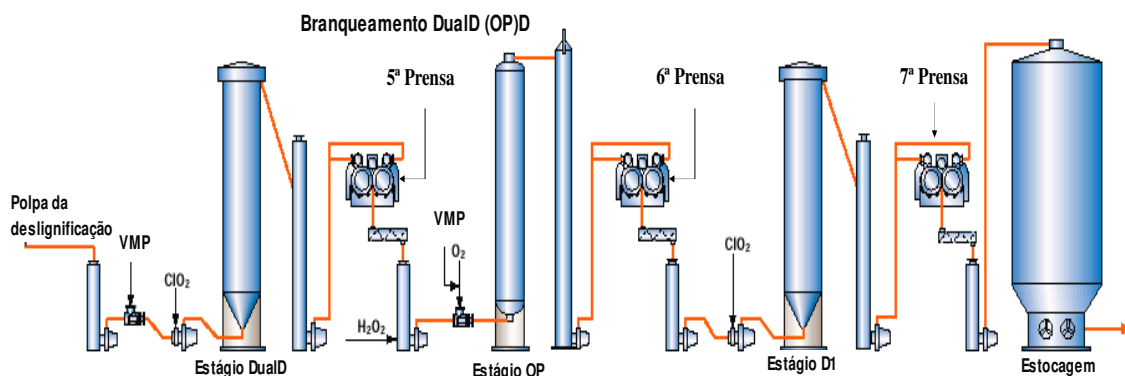 Branqueamento DualD (OP)D
5ª Prensa
6ª Prensa
7ª Prensa
Polpa da
deslignificação
VMP
ClO₂
VMP
O₂
H₂O₂
ClO₂
Estágio DualD
Estágio OP
Estágio D1
Estocagem